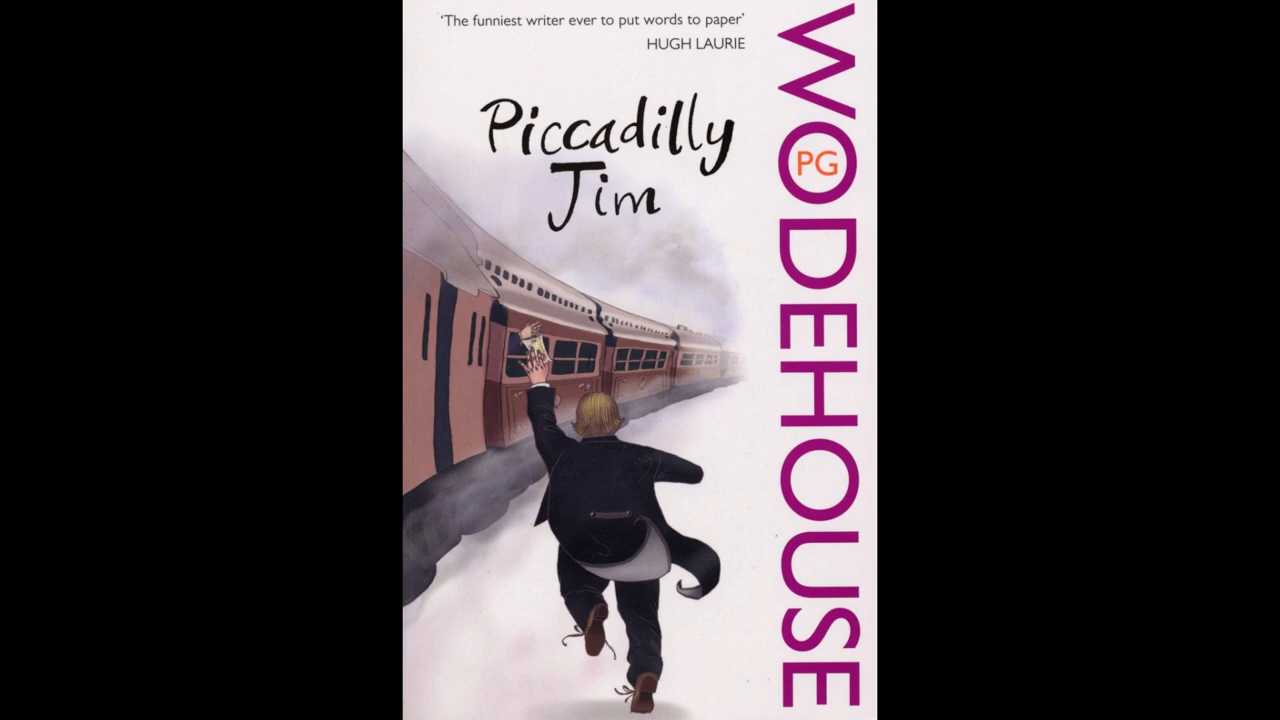 'The funniest writer ever to put words to paper'
HUGH LAURIE
Piccadilly
Jim
PG
WODEHOUSE